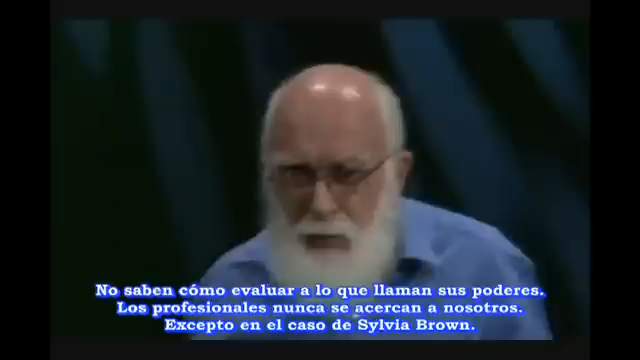 No saben cómo evaluar a lo que llaman sus poderes.
Los profesionales nunca se acercan a nosotros.
Excepto en el caso de Sylvia Brown.